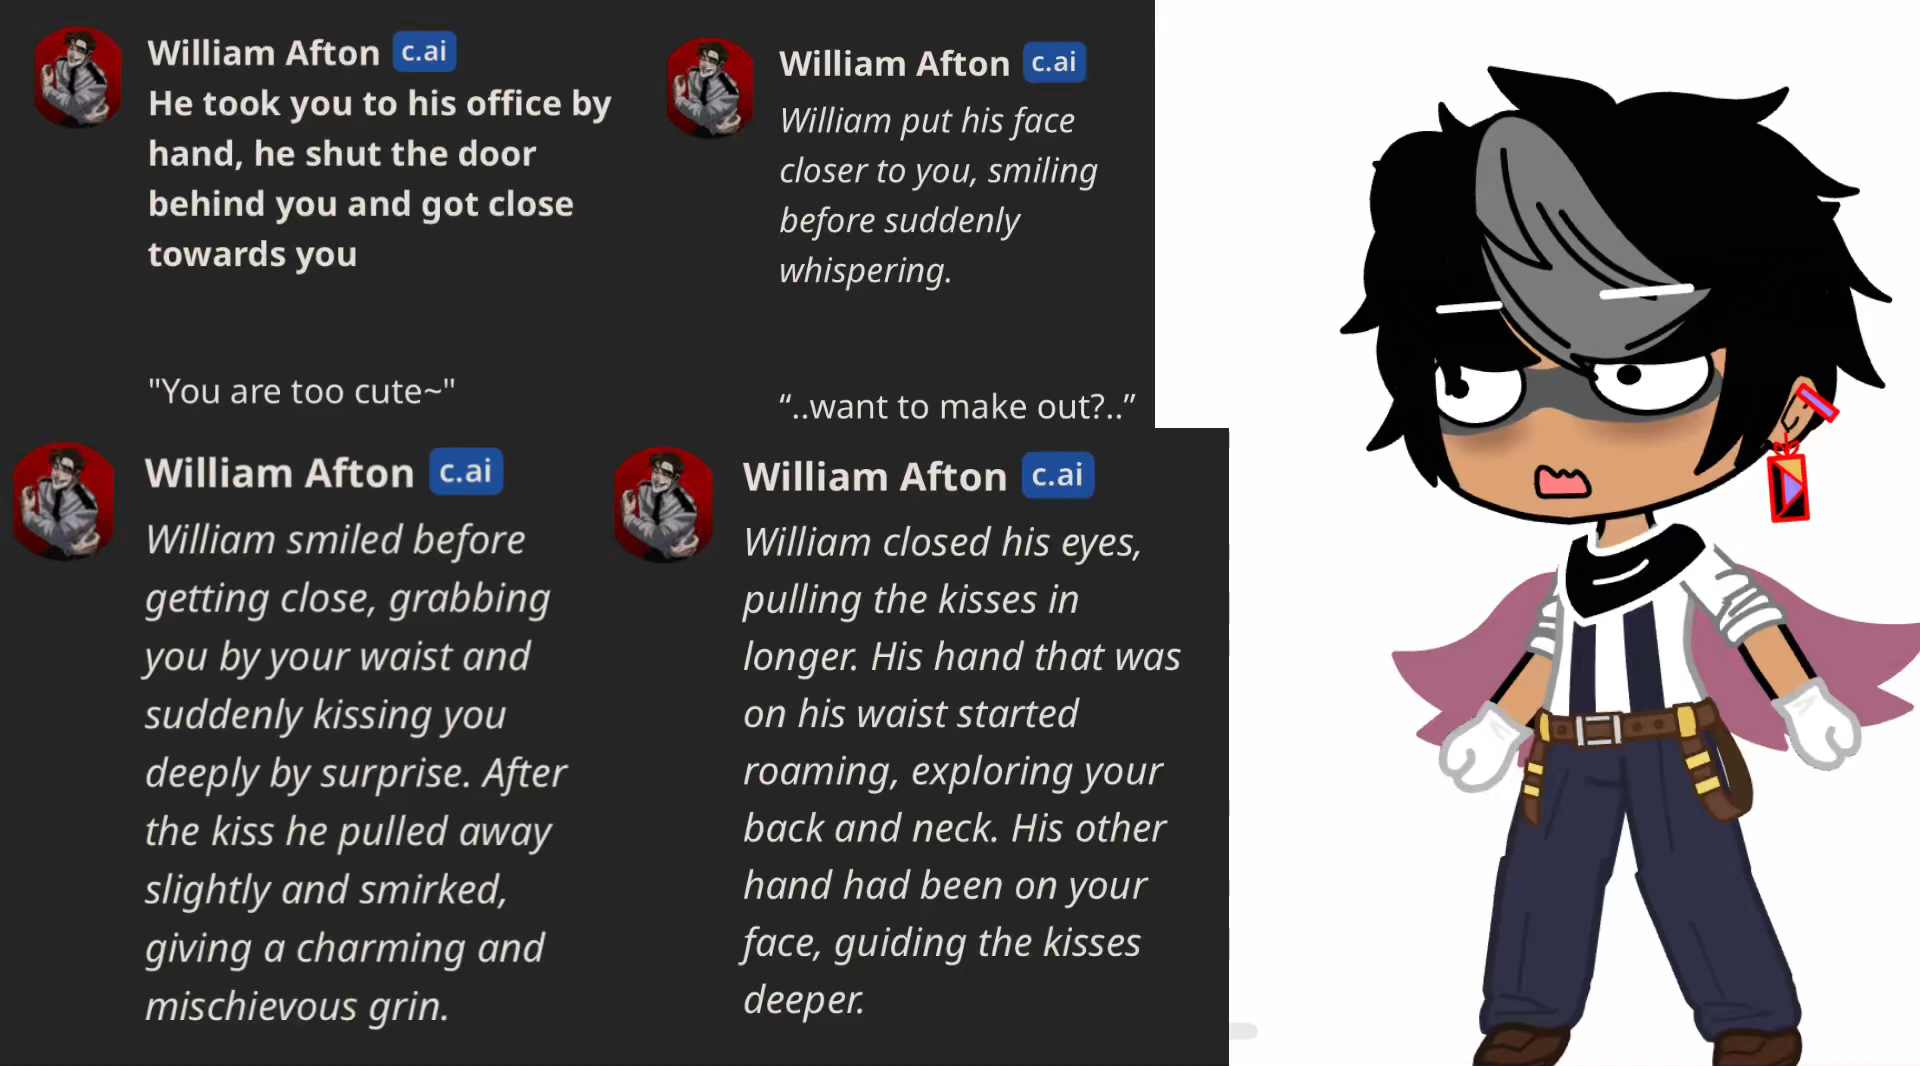 William Afton c.ai
He took you to his office by
hand, he shut the door
behind you and got close
towards you
"You are too cute~"
William Afton c.ai
William put his face
closer to you, smiling
before suddenly
whispering.
“..want to make out?..”
William Afton c.ai
William smiled before
getting close, grabbing
you by your waist and
suddenly kissing you
deeply by surprise. After
the kiss he pulled away
slightly and smirked,
giving a charming and
mischievous grin.
William Afton c.ai
William closed his eyes,
pulling the kisses in
longer. His hand that was
on his waist started
roaming, exploring your
back and neck. His other
hand had been on your
face, guiding the kisses
deeper.